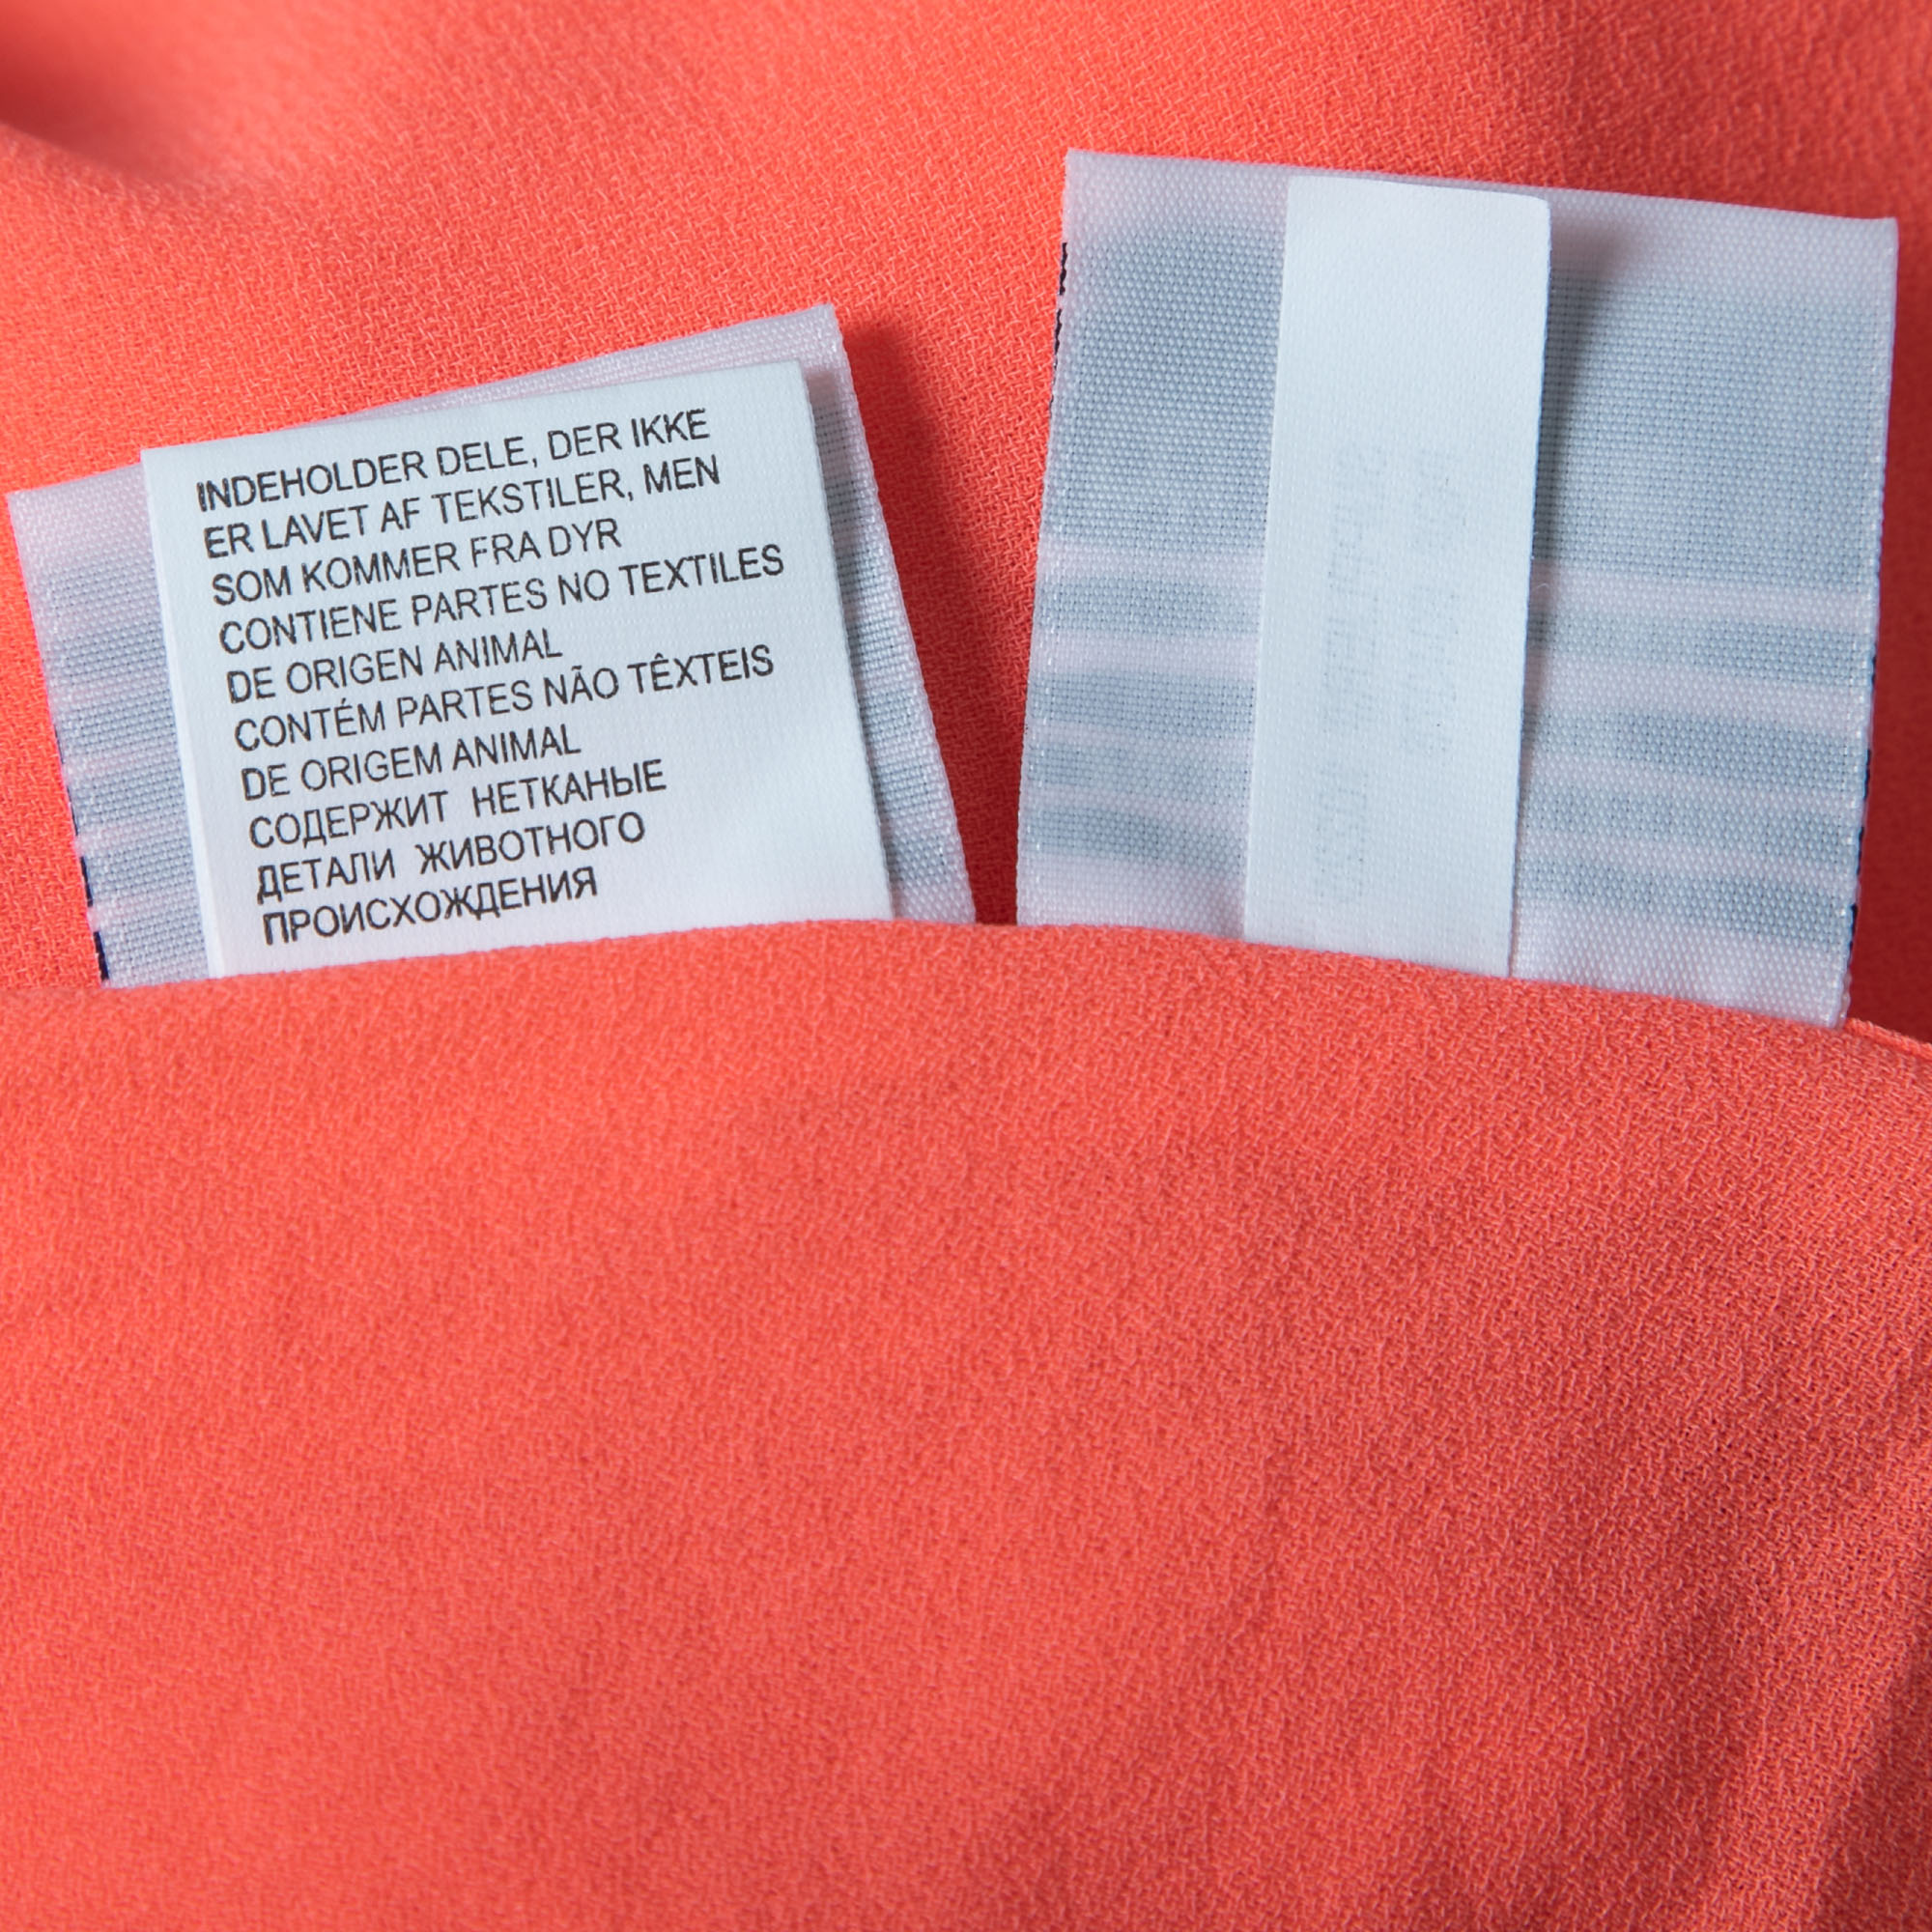 INDEHOLDER DELE, DER IKKE
ER LAVET AF TEKSTILER, MEN
SOM KOMMER FRA DYR
CONTIENE PARTES NO TEXTILES
DE ORIGEN ANIMAL
CONTÉM PARTES NÃO TÊXTEIS
DE ORIGEM ANIMAL
СОДЕРЖИТ НЕТКАНЫЕ
ДЕТАЛИ ЖИВОТНОГО
ПРОИСХОЖДЕНИЯ